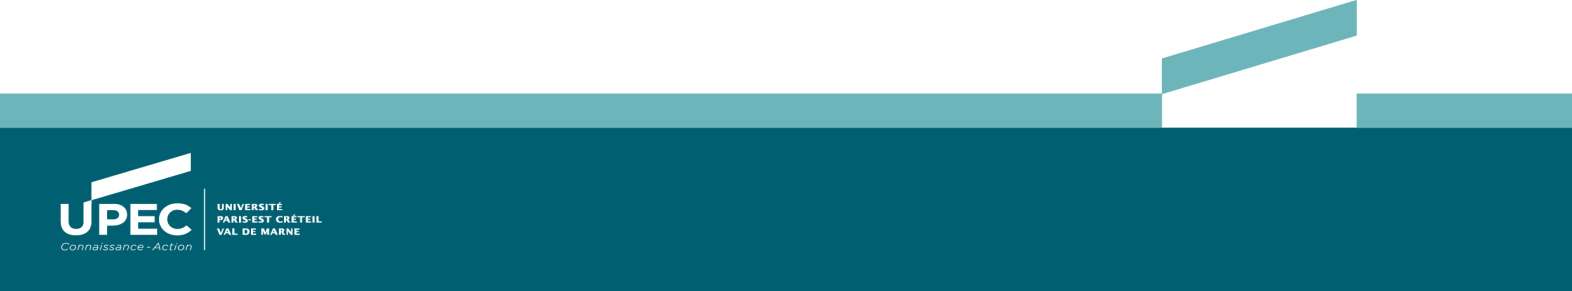 UPEC
Connaissance - Action
UNIVERSITÉ
PARIS-EST CRÉTEIL
VAL DE MARNE